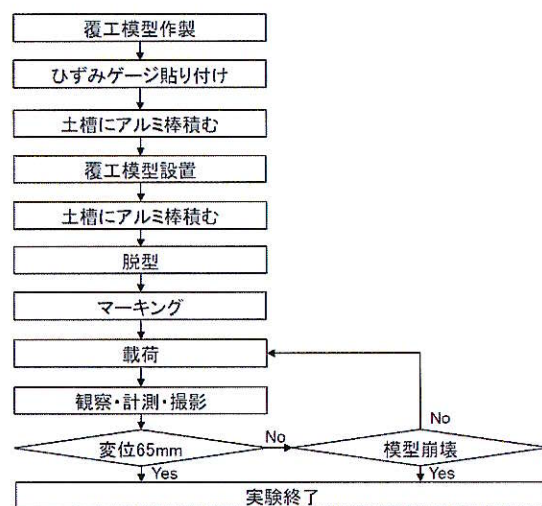 覆工模型作製
ひずみゲージ貼り付け
土槽にアルミ棒積む
覆工模型設置
土槽にアルミ棒積む
脱型
マーキング
載荷
観察・計測・撮影
No
変位65mm
No
模型崩壊
Yes
Yes
実験終了